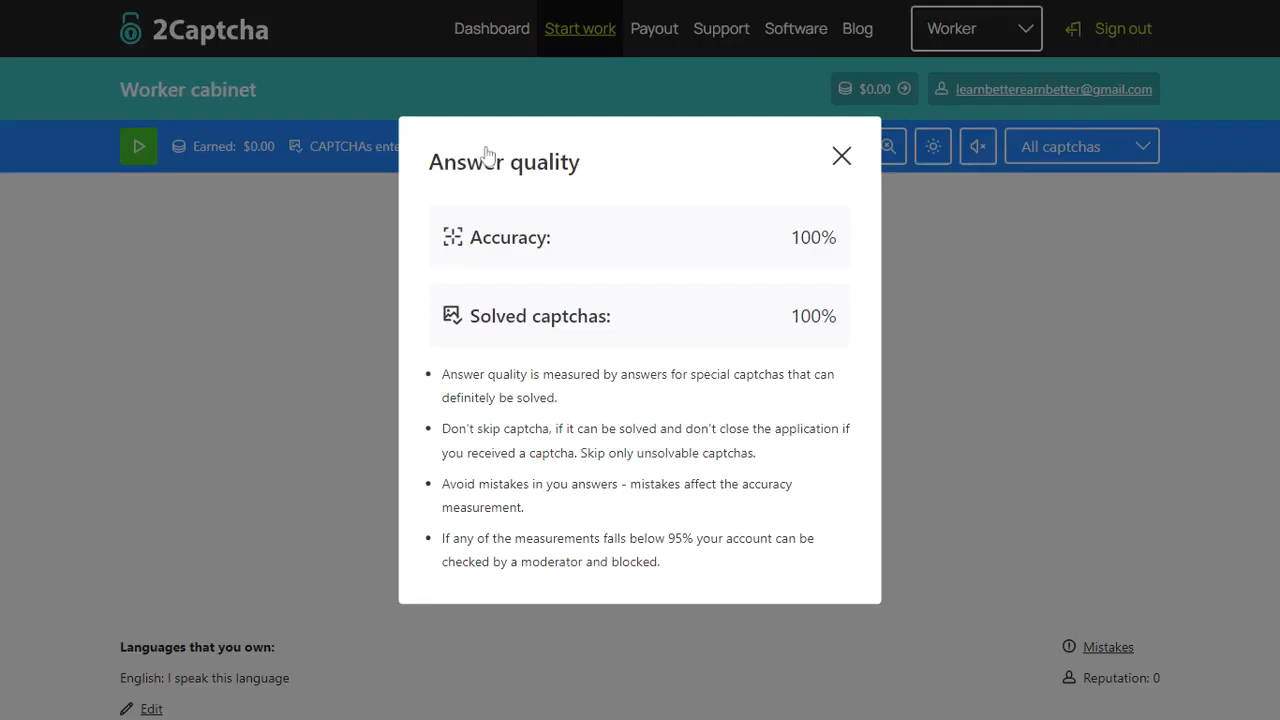 2Captcha
Dashboard Start work Payout Support Software Blog Worker Sign out
Worker cabinet $0.00 learnbetterearnbetter@gmail.com
Earned: $0.00 CAPTCHAs ente All captchas
Answer quality
Accuracy: 100%
Solved captchas: 100%
• Answer quality is measured by answers for special captchas that can
definitely be solved.
• Don't skip captcha, if it can be solved and don't close the application if
you received a captcha. Skip only unsolvable captchas.
• Avoid mistakes in you answers - mistakes affect the accuracy
measurement.
• If any of the measurements falls below 95% your account can be
checked by a moderator and blocked.
Languages that you own: Mistakes
English: I speak this language Reputation: 0
Edit